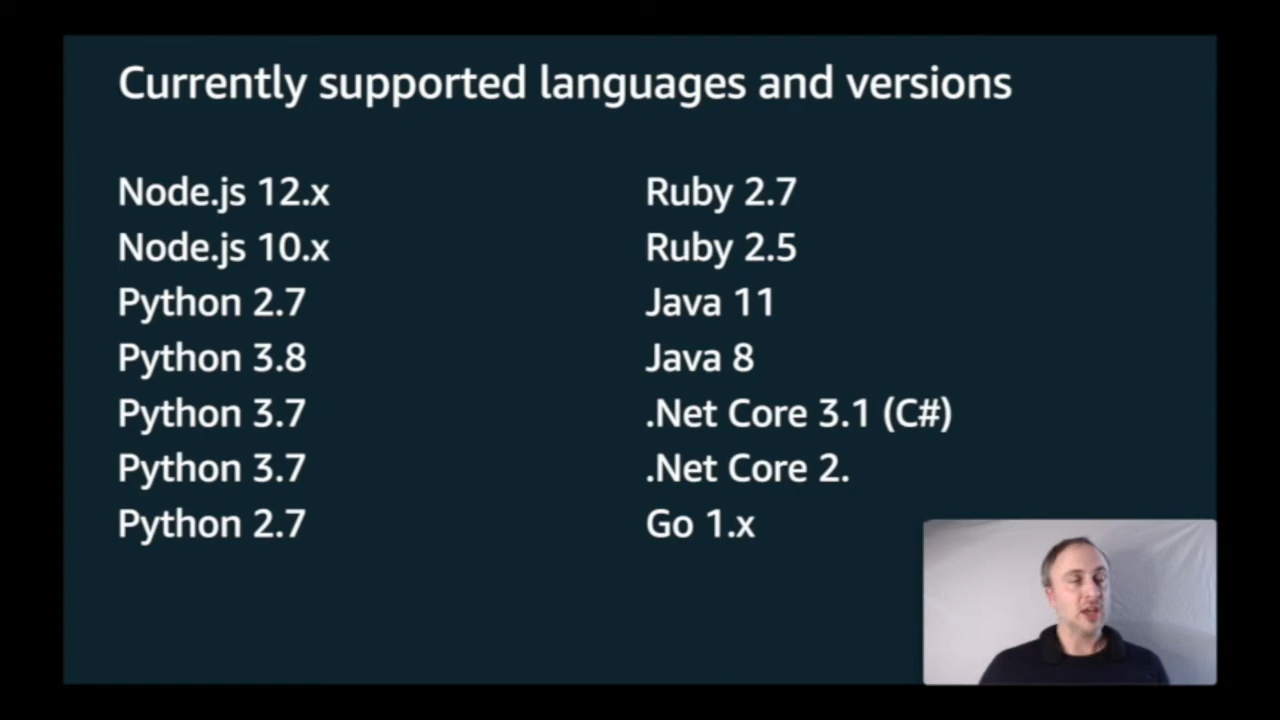 Currently supported languages and versions
Node.js 12.x
Node.js 10.x
Python 2.7
Python 3.8
Python 3.7
Python 3.7
Python 2.7
Ruby 2.7
Ruby 2.5
Java 11
Java 8
.Net Core 3.1 (C#)
.Net Core 2.
Go 1.x